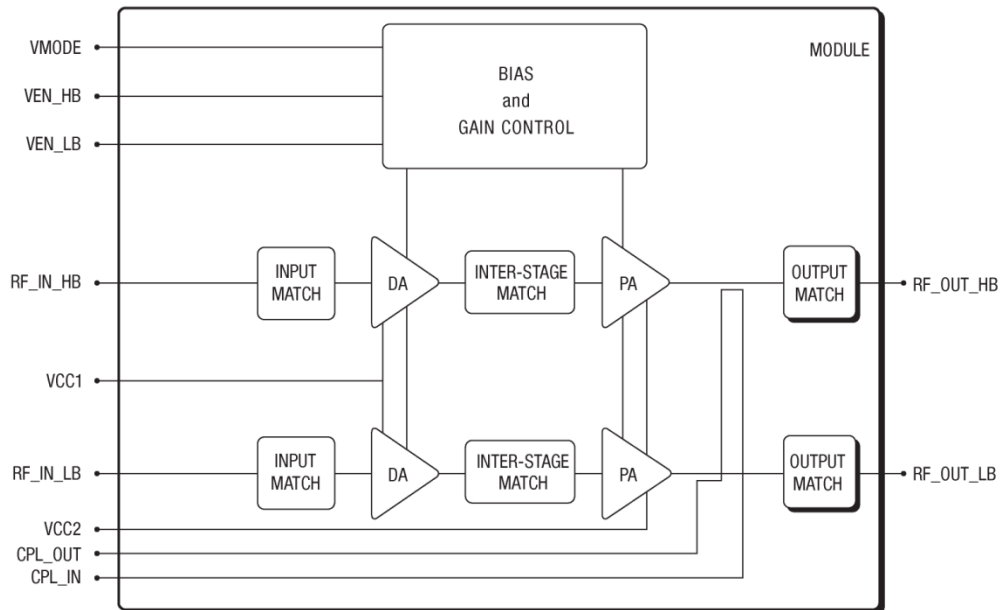 VMODE
MODULE
BIAS
and
GAIN CONTROL
VEN_HB
VEN_LB
RF_IN_HB
INPUT
MATCH
DA
INTER-STAGE
MATCH
PA
OUTPUT
MATCH
RF_OUT_HB
VCC1
RF_IN_LB
INPUT
MATCH
DA
INTER-STAGE
MATCH
PA
OUTPUT
MATCH
RF_OUT_LB
VCC2
CPL_OUT
CPL_IN